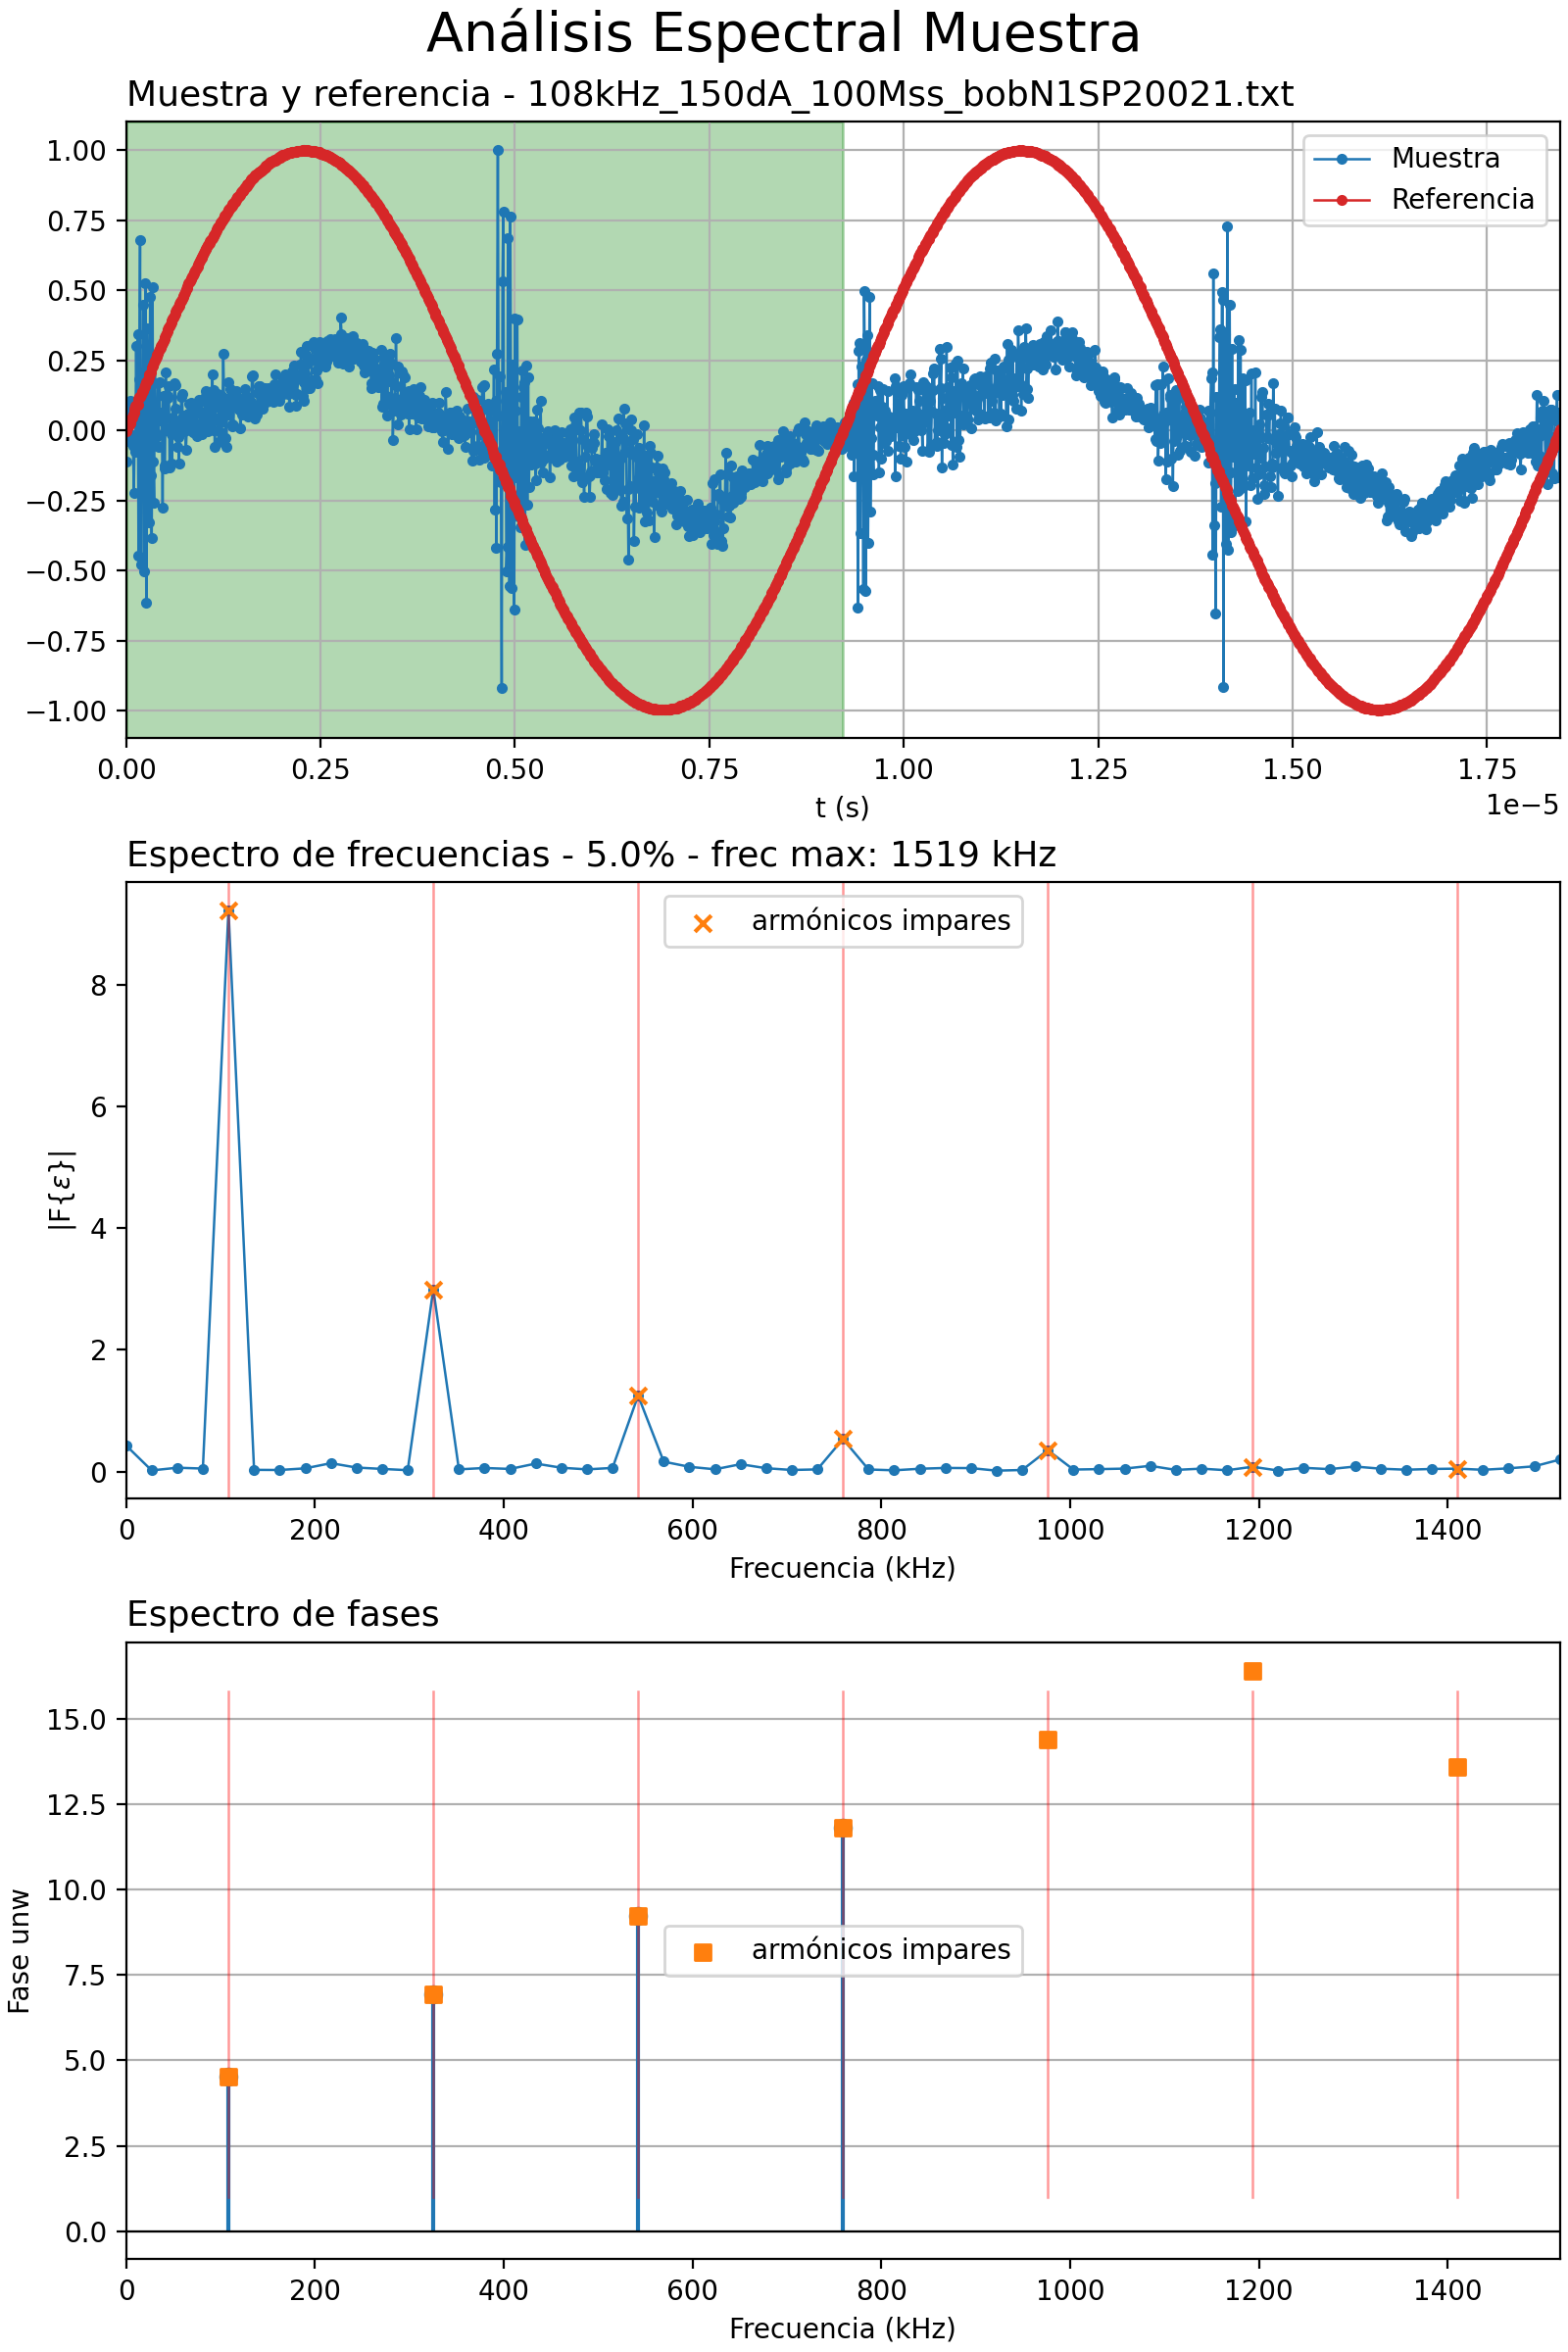 Análisis Espectral Muestra
Muestra y referencia - 108kHz_150dA_100Mss_bobN1SP20021.txt
Muestra
Referencia
1.00
0.75
0.50
0.25
0.00
−0.25
−0.50
−0.75
−1.00
0.00 0.25 0.50 0.75 1.00 1.25 1.50 1.75
1e−5
t (s)
Espectro de frecuencias - 5.0% - frec max: 1519 kHz
armónicos impares
8
6
4
2
0
|F{ε}|
0 200 400 600 800 1000 1200 1400
Frecuencia (kHz)
Espectro de fases
15.0
12.5
10.0
7.5
5.0
2.5
0.0
Fase unw
armónicos impares
0 200 400 600 800 1000 1200 1400
Frecuencia (kHz)